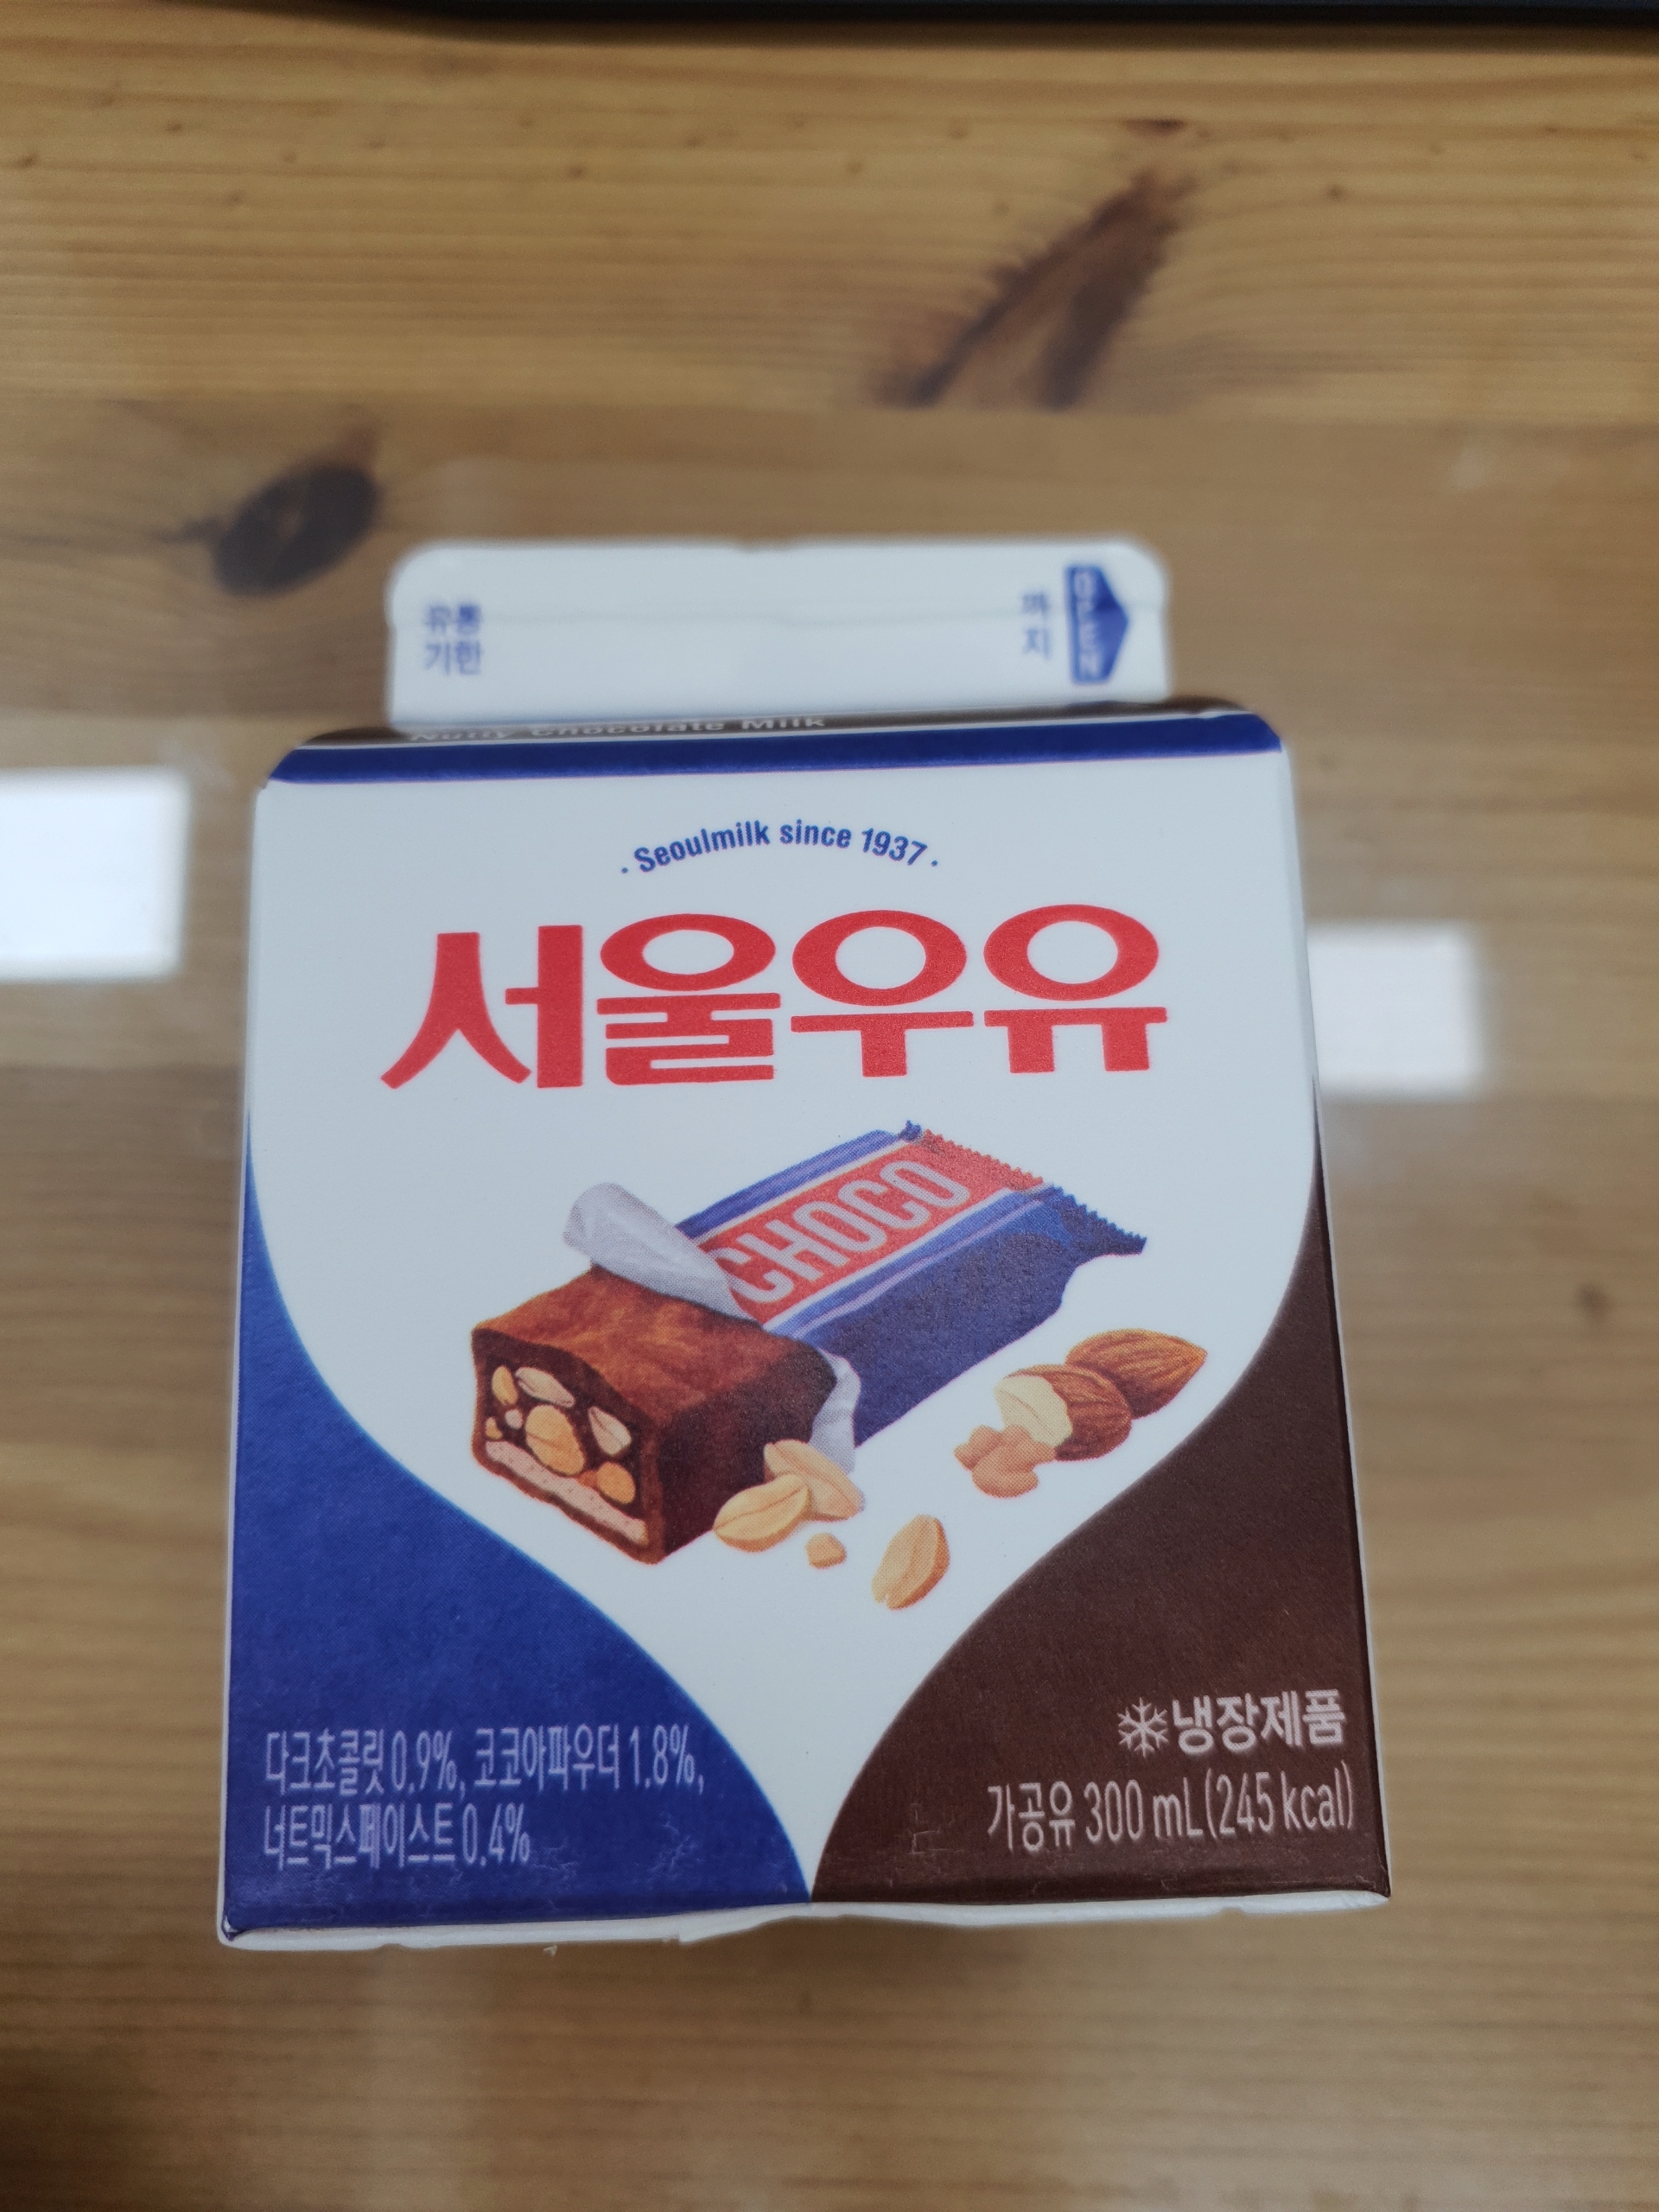 유통
기한
까
지
OPEN
Nutty Chocolate Milk
· Seoulmilk since 1937 ·
서울우유
CHOCO
다크초콜릿 0.9%, 코코아파우더 1.8%,
너트믹스페이스트 0.4%
냉장제품
가공유 300 mL (245 kcal)